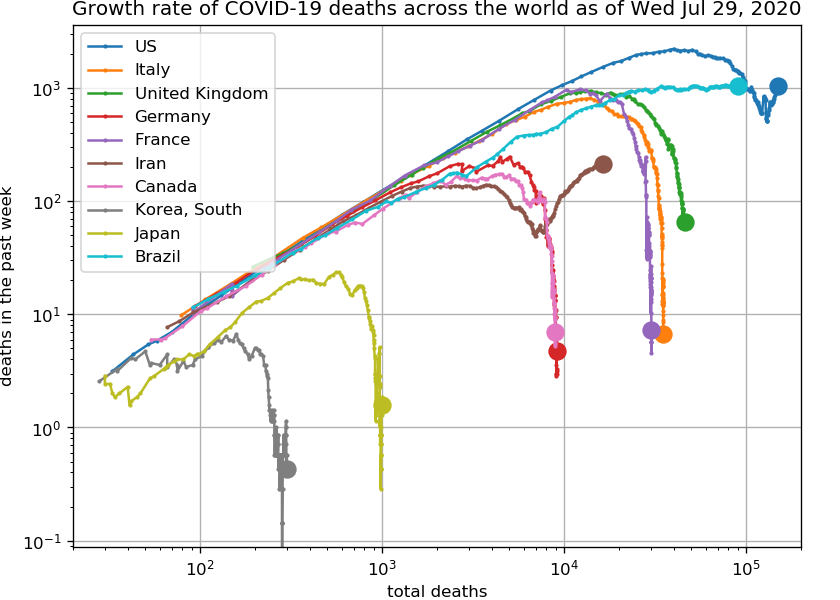 Growth rate of COVID-19 deaths across the world as of Wed Jul 29, 2020
US
Italy
United Kingdom
Germany
France
Iran
Canada
Korea, South
Japan
Brazil
deaths in the past week
10³
10²
10¹
10⁰
10⁻¹
10²
10³
10⁴
10⁵
total deaths